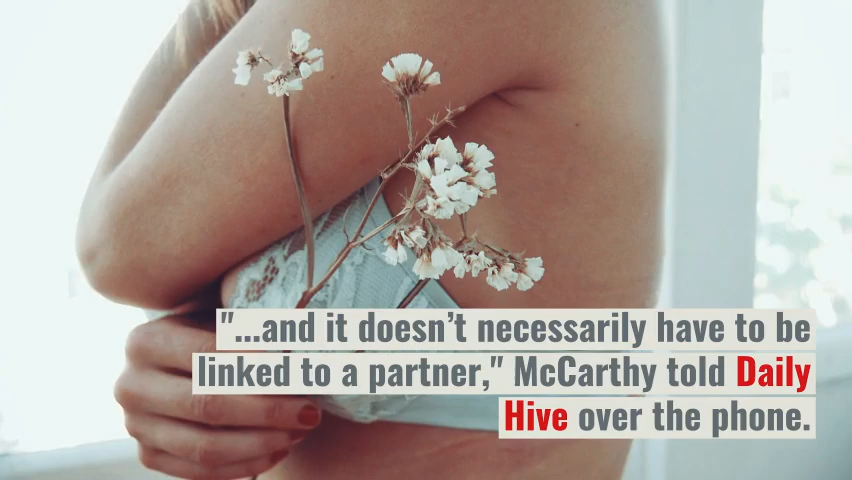 "...and it doesn’t necessarily have to be
linked to a partner," McCarthy told Daily
Hive over the phone.